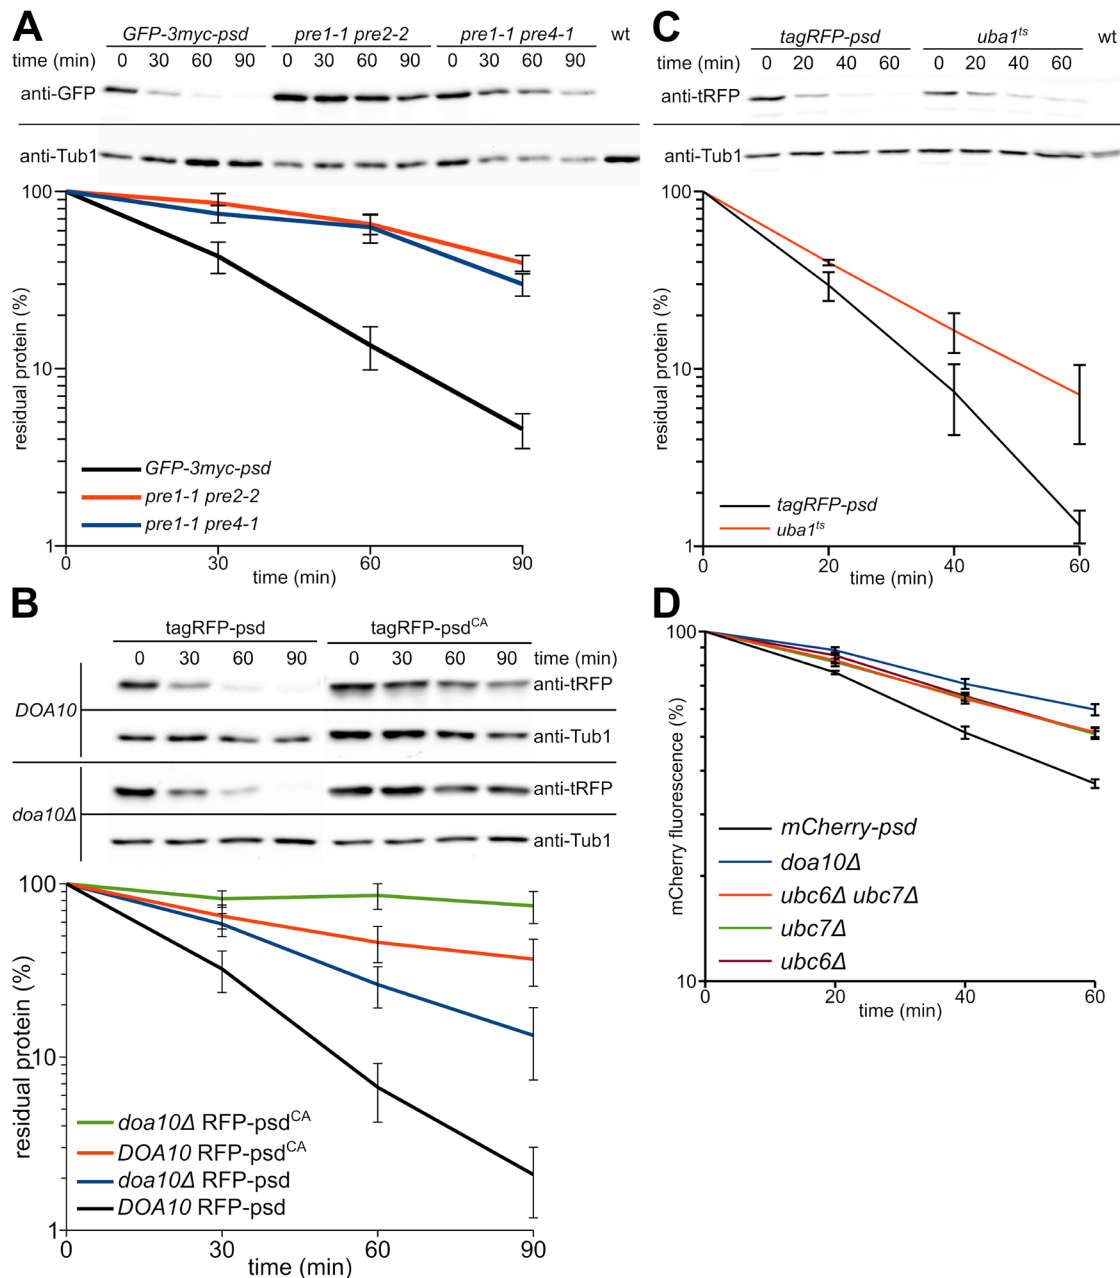 A
GFP-3myc-psd pre1-1 pre2-2 pre1-1 pre4-1 wt
time (min) 0 30 60 90 0 30 60 90 0 30 60 90
anti-GFP
anti-Tub1
100
10
1
residual protein (%)
GFP-3myc-psd
pre1-1 pre2-2
pre1-1 pre4-1
0 30 60 90
time (min)
C
tagRFP-psd uba1ts wt
time (min) 0 20 40 60 0 20 40 60
anti-tRFP
anti-Tub1
100
10
1
residual protein (%)
tagRFP-psd
uba1ts
0 20 40 60
time (min)
B
tagRFP-psd tagRFP-psdCA
0 30 60 90 0 30 60 90 time (min)
DOA10
anti-tRFP
anti-Tub1
doa10Δ
anti-tRFP
anti-Tub1
100
10
1
residual protein (%)
doa10Δ RFP-psdCA
DOA10 RFP-psdCA
doa10Δ RFP-psd
DOA10 RFP-psd
0 30 60 90
time (min)
D
100
10
mCherry fluorescence (%)
mCherry-psd
doa10Δ
ubc6Δ ubc7Δ
ubc7Δ
ubc6Δ
0 20 40 60
time (min)